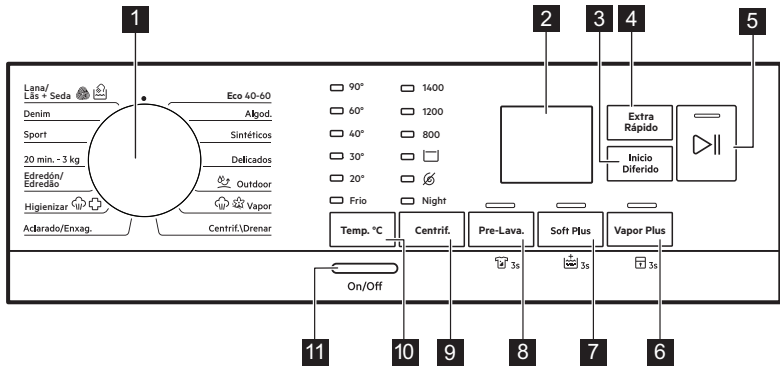 1
2
3
4
5
Lana/
Lãs + Seda
Denim
Sport
20 min. - 3 kg
Edredón/
Edredão
Higienizar
Aclarado/Enxag.
Eco 40-60
Algod.
Sintéticos
Delicados
Outdoor
Vapor
Centrif.\Drenar
90°
60°
40°
30°
20°
Frio
1400
1200
800
Night
Extra
Rápido
Inicio
Diferido
Temp. °C
Centrif.
Pre-Lava.
Soft Plus
Vapor Plus
3s
3s
3s
On/Off
11
10
9
8
7
6